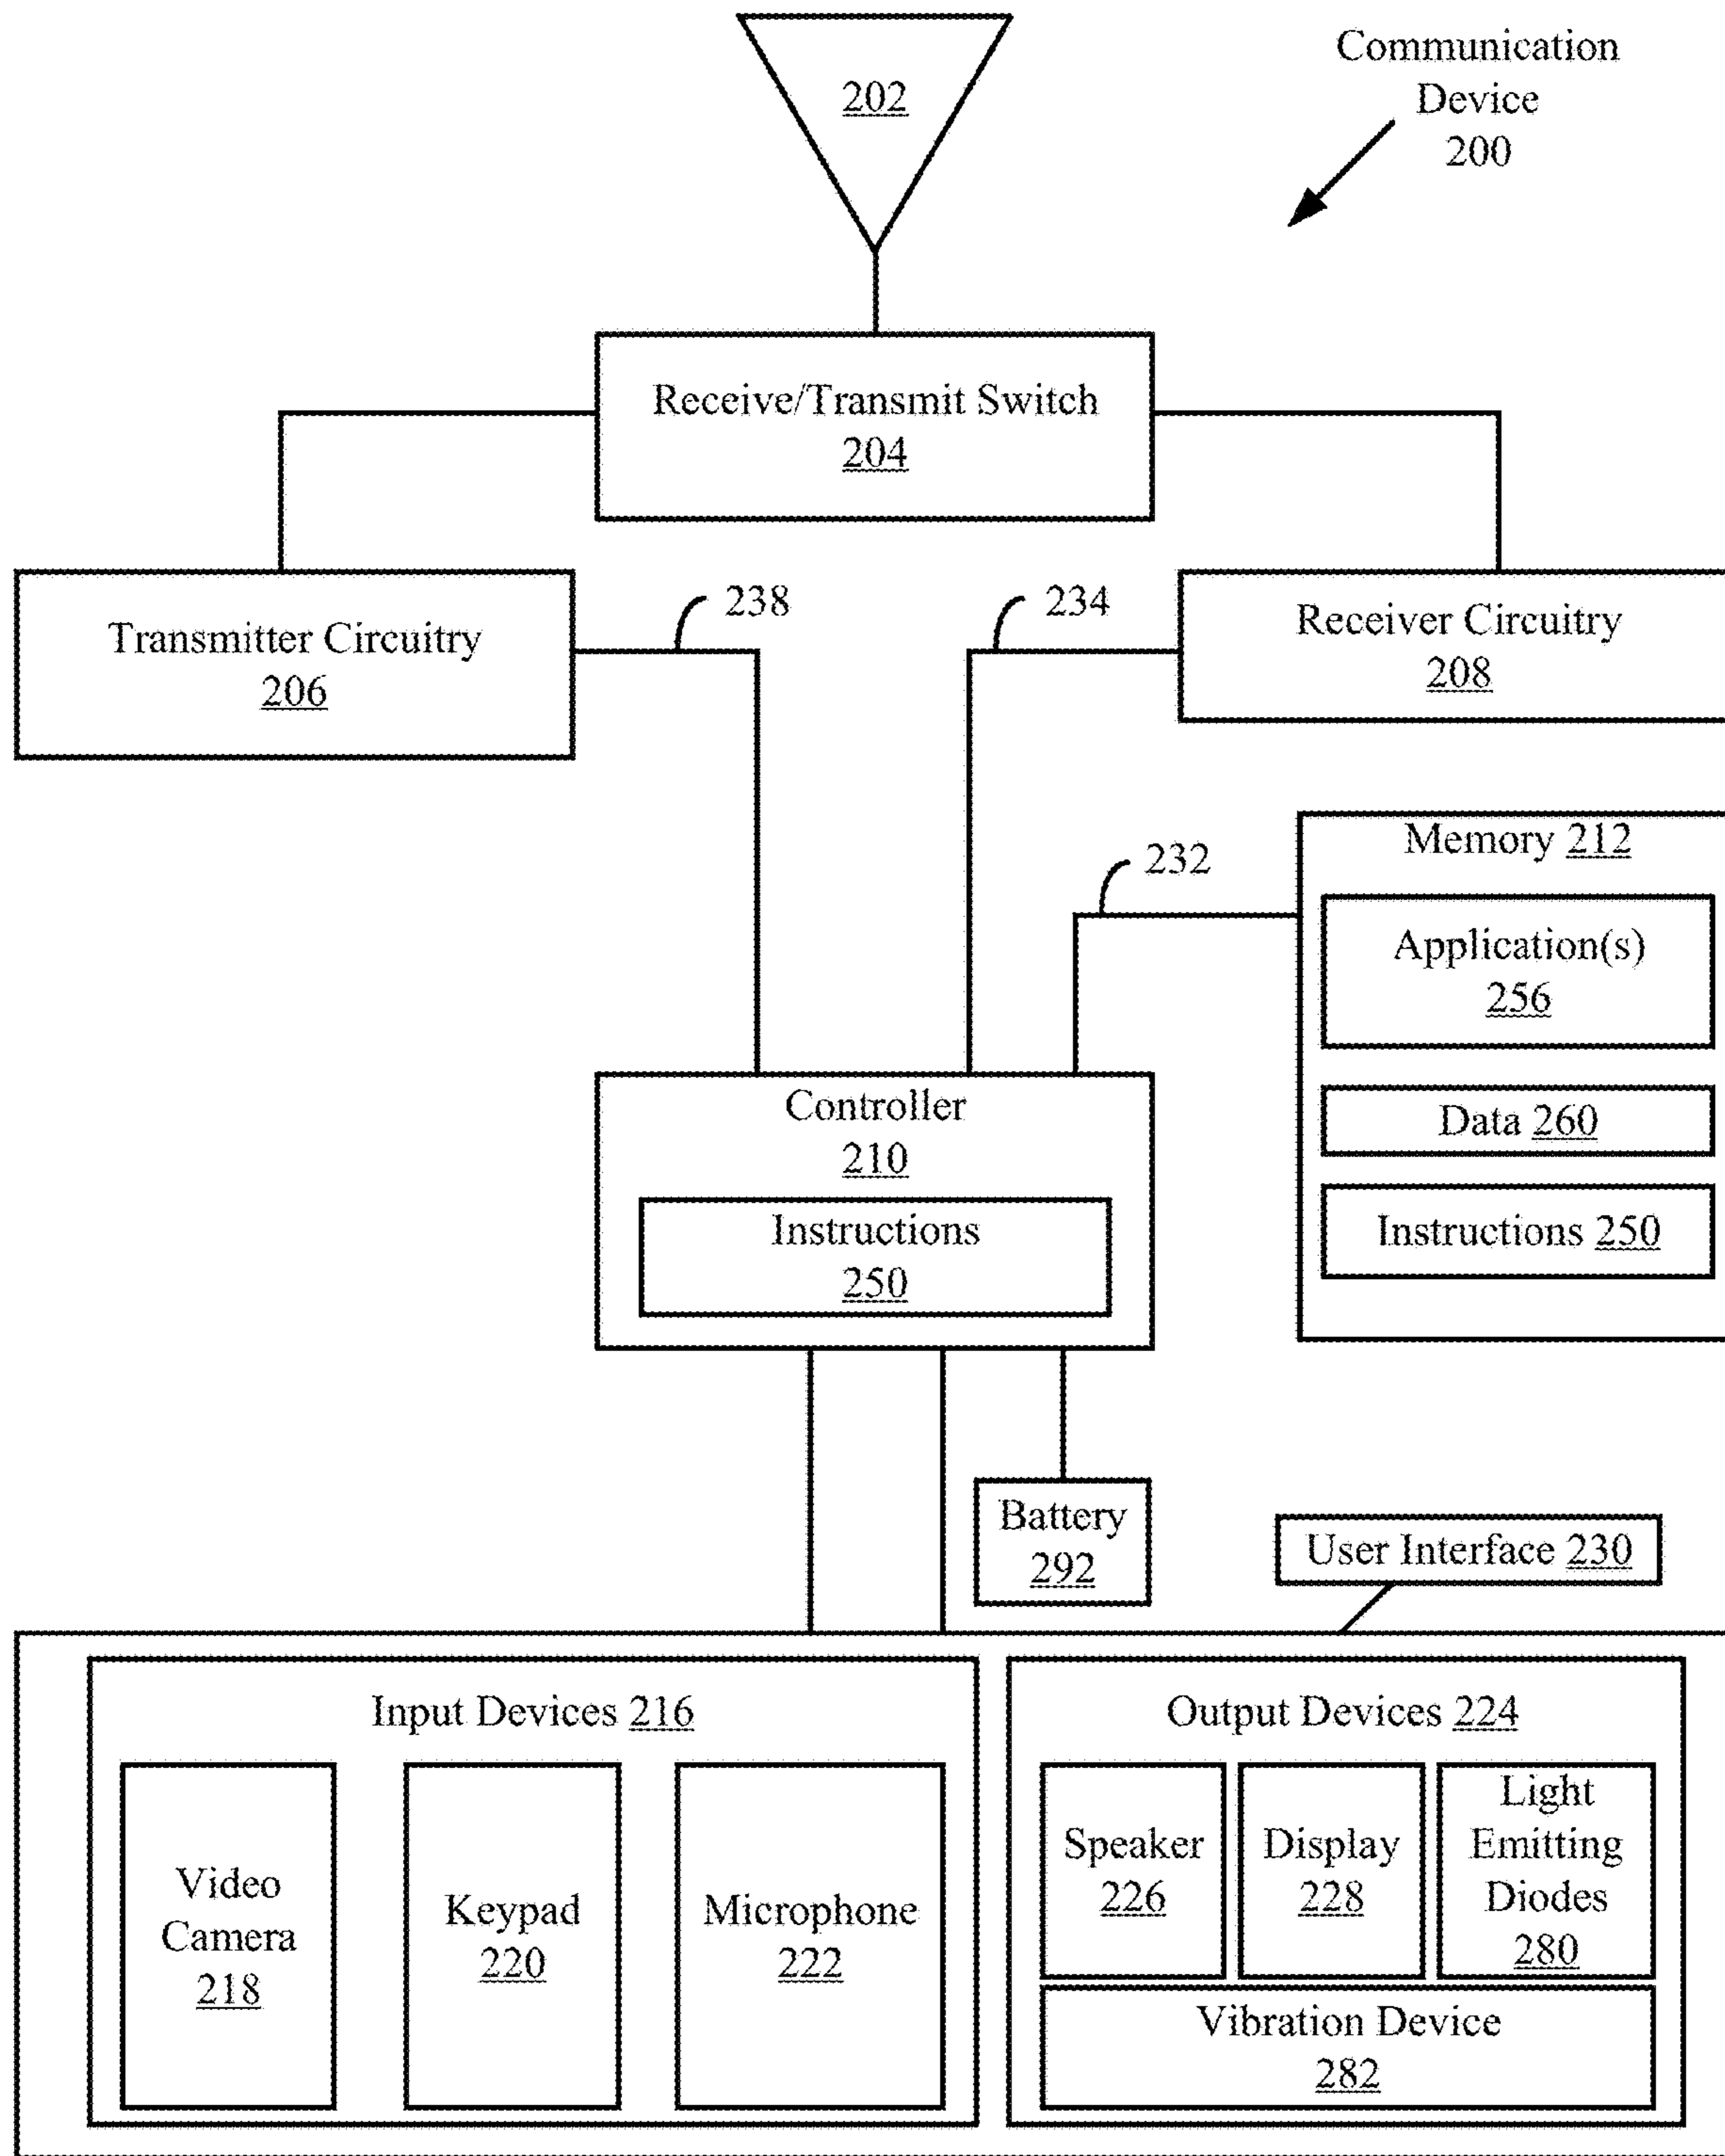 Communication
Device
200
202
Receive/Transmit Switch
204
238
234
Transmitter Circuitry
206
Receiver Circuitry
208
232
Memory 212
Application(s)
256
Data 260
Instructions 250
Controller
210
Instructions
250
Battery
292
User Interface 230
Input Devices 216
Video
Camera
218
Keypad
220
Microphone
222
Output Devices 224
Speaker
226
Display
228
Light
Emitting
Diodes
280
Vibration Device
282